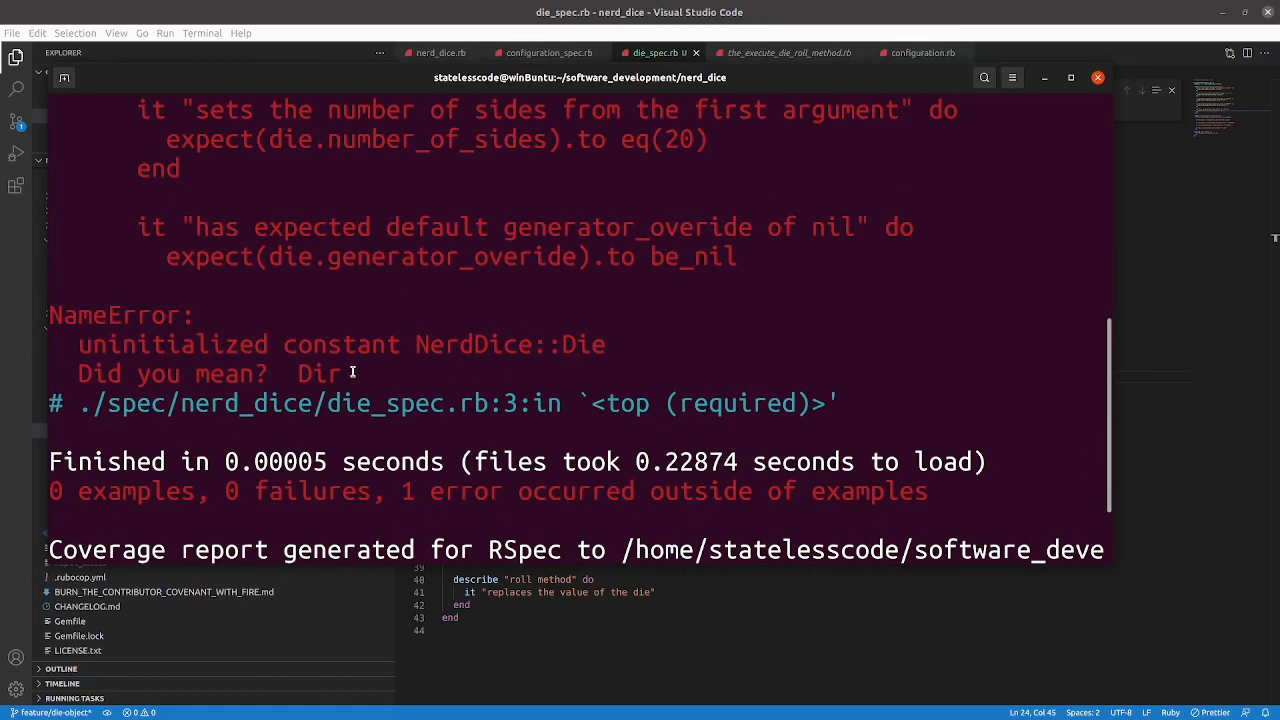 die_spec.rb - nerd_dice - Visual Studio Code
File Edit Selection View Go Run Terminal Help
EXPLORER
nerd_dice.rb
configuration_spec.rb
die_spec.rb U
the_execute_die_roll_method.rb
configuration.rb
statelesscode@winBuntu:~/software_development/nerd_dice
it "sets the number of sides from the first argument" do
expect(die.number_of_sides).to eq(20)
end
it "has expected default generator_overide of nil" do
expect(die.generator_overide).to be_nil
NameError:
uninitialized constant NerdDice::Die
Did you mean?  Dir
# ./spec/nerd_dice/die_spec.rb:3:in `<top (required)>'
Finished in 0.00005 seconds (files took 0.22874 seconds to load)
0 examples, 0 failures, 1 error occurred outside of examples
Coverage report generated for RSpec to /home/statelesscode/software_deve
.rubocop.yml
BURN_THE_CONTRIBUTOR_COVENANT_WITH_FIRE.md
CHANGELOG.md
Gemfile
Gemfile.lock
LICENSE.txt
OUTLINE
TIMELINE
RUNNING TASKS
39
40 describe "roll method" do
41 it "replaces the value of the die"
42 end
43 end
44
feature/die-object* 0 0
Ln 24, Col 45 Spaces: 2 UTF-8 LF Ruby Prettier